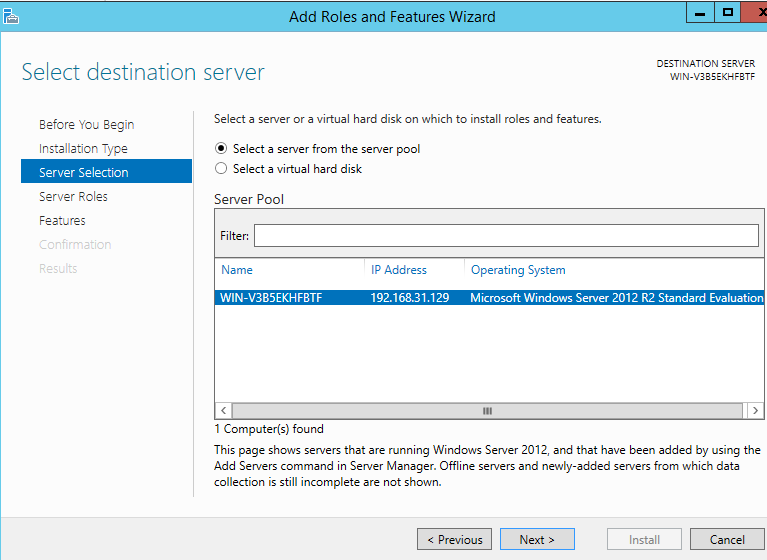 Add Roles and Features Wizard
Select destination server
DESTINATION SERVER
WIN-V3B5EKHFBTF
Before You Begin
Installation Type
Server Selection
Server Roles
Features
Confirmation
Results
Select a server or a virtual hard disk on which to install roles and features.
Select a server from the server pool
Select a virtual hard disk
Server Pool
Filter:
Name IP Address Operating System
WIN-V3B5EKHFBTF 192.168.31.129 Microsoft Windows Server 2012 R2 Standard Evaluation
1 Computer(s) found
This page shows servers that are running Windows Server 2012, and that have been added by using the
Add Servers command in Server Manager. Offline servers and newly-added servers from which data
collection is still incomplete are not shown.
< Previous Next > Install Cancel